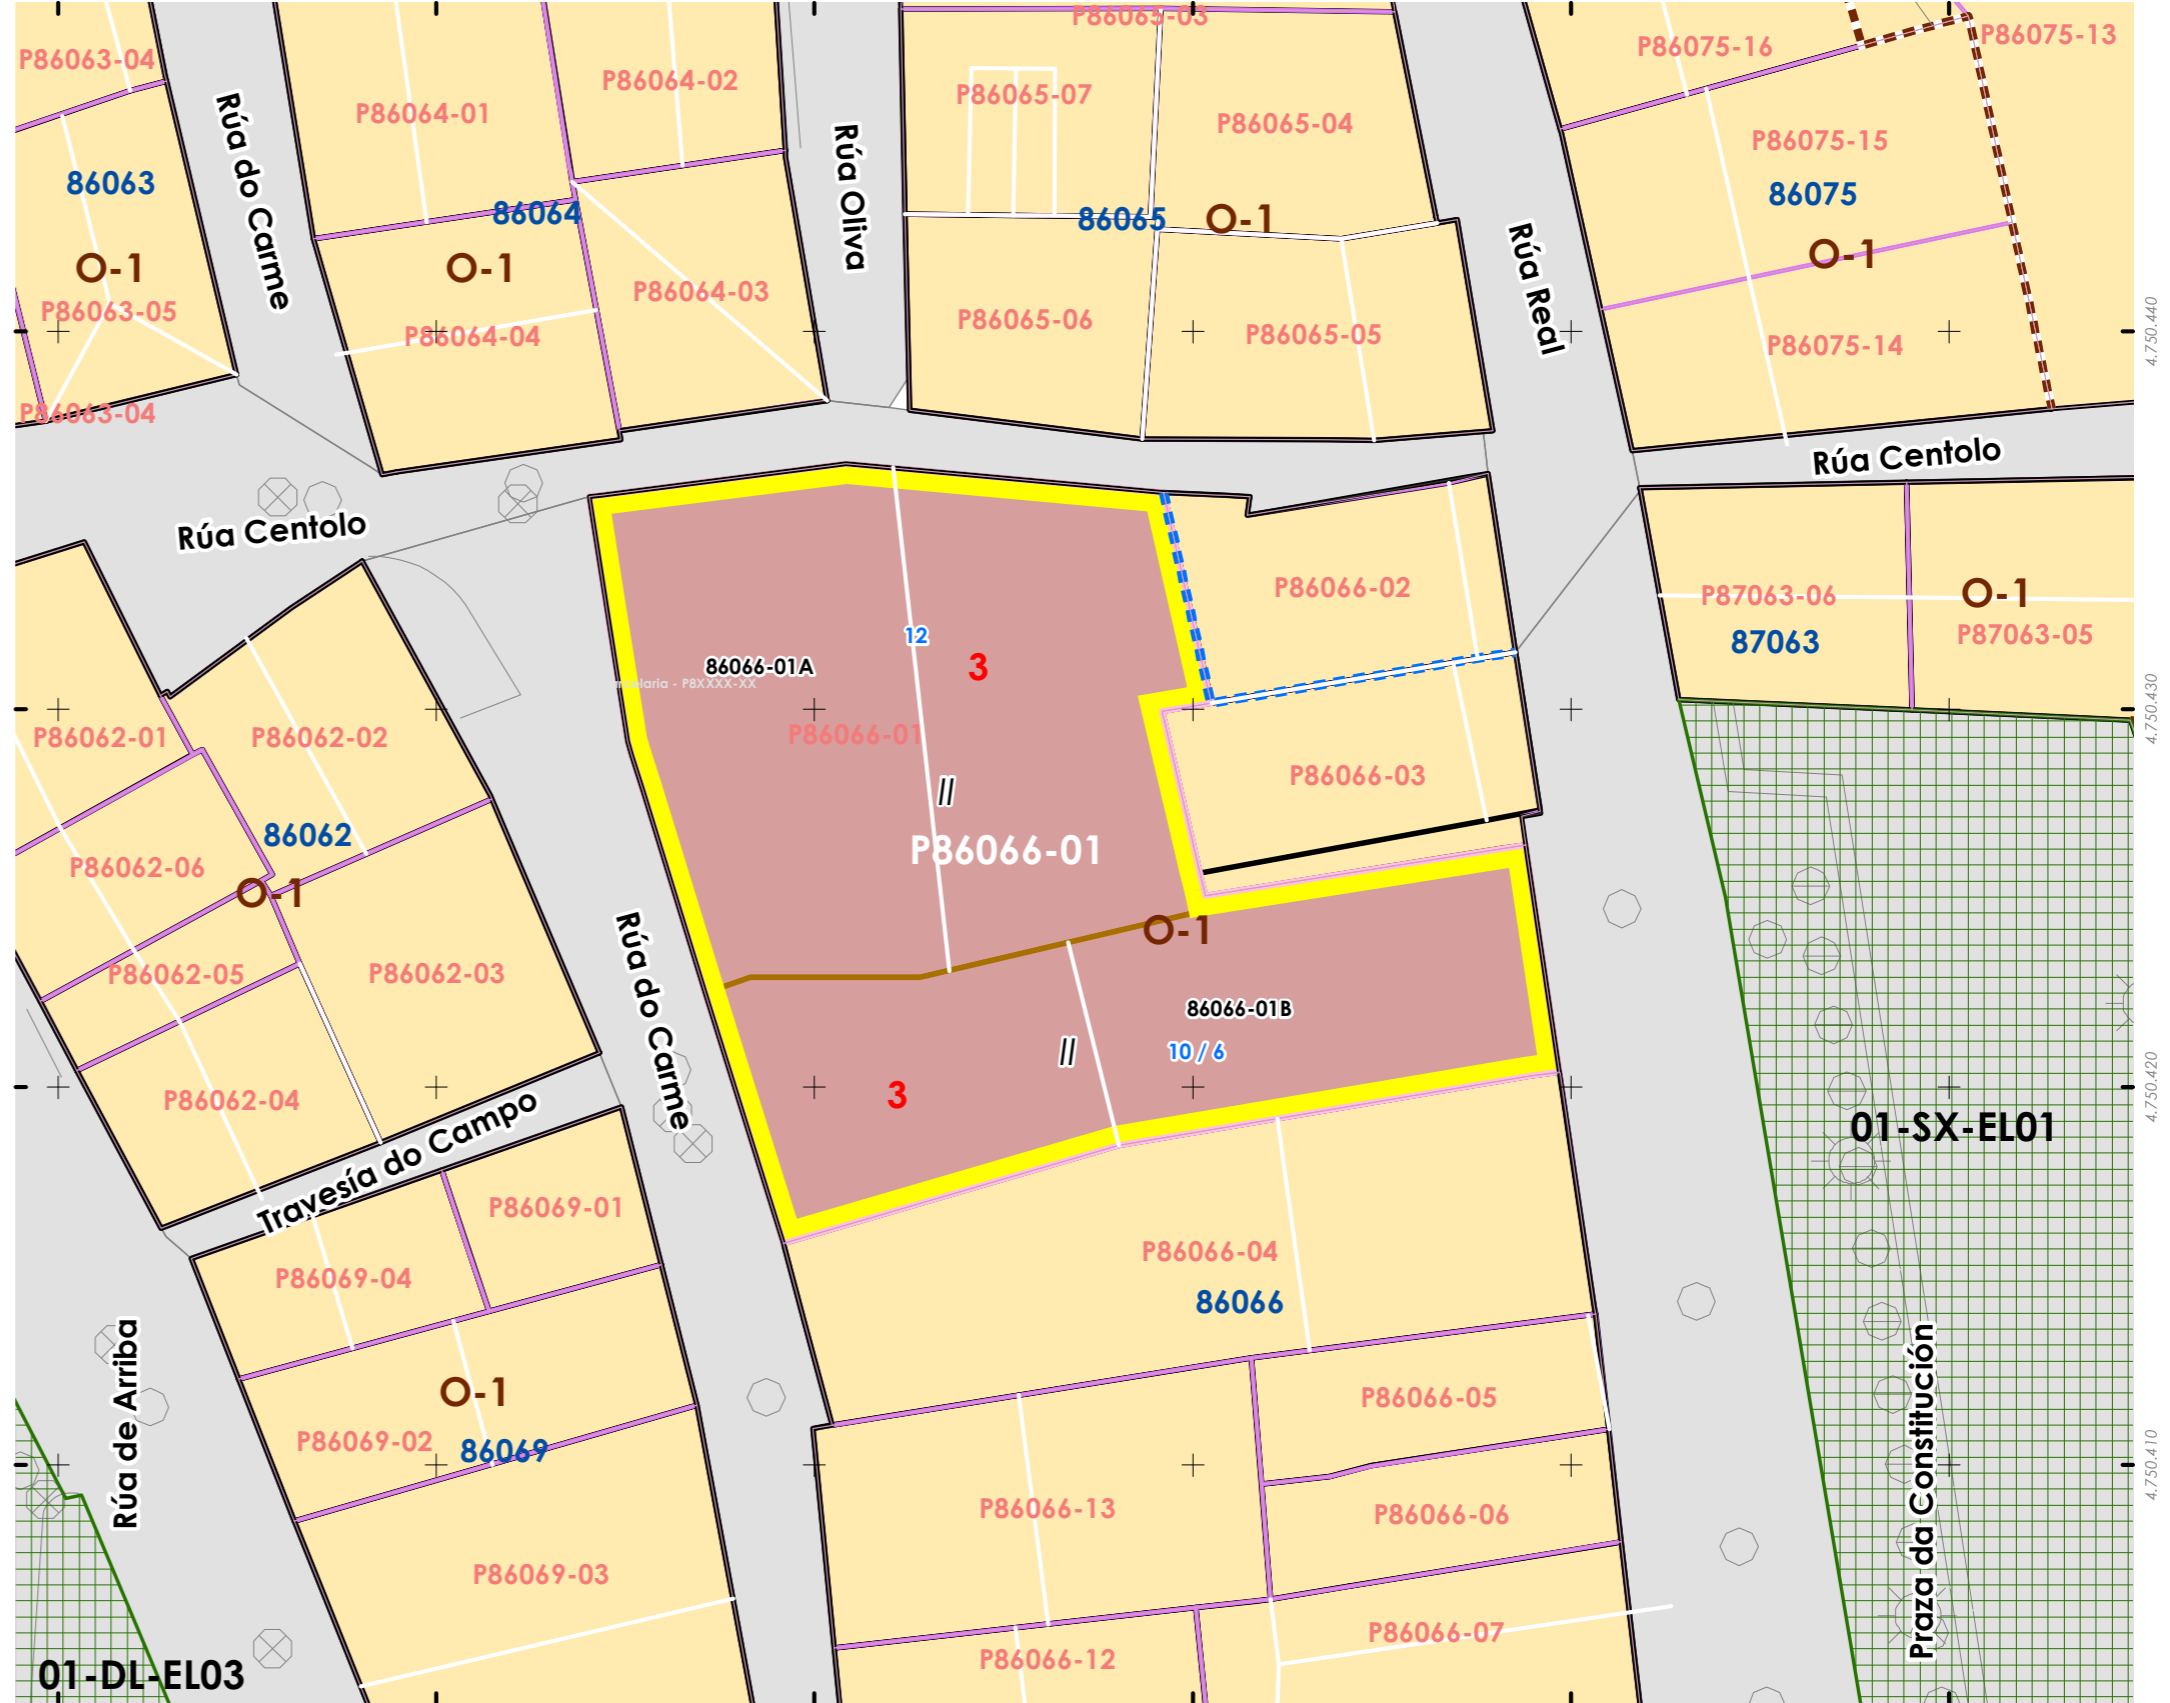 P86065-03
P86063-04
P86064-02
P86075-16
P86075-13
P86064-01
P86065-07
P86065-04
P86075-15
86063
Rúa do Carme
86064
Rúa Oliva
86065
O-1
86075
O-1
O-1
O-1
P86063-05
P86064-03
P86064-04
P86065-06
P86065-05
Rúa Real
P86075-14
4.750.440
P86063-04
Rúa Centolo
Rúa Centolo
P86066-02
P87063-06
O-1
87063
P87063-05
12
86066-01A
3
elaria - P8XXXX-XX
P86062-01
P86062-02
P86066-01
4.750.430
P86066-03
II
86062
P86066-01
P86062-06
O-1
O-1
P86062-05
P86062-03
Rúa do Carme
86066-01B
II
10 / 6
3
P86062-04
4.750.420
01-SX-EL01
Travesía do Campo
P86069-01
P86069-04
P86066-04
86066
Rúa de Arriba
O-1
P86066-05
P86069-02
86069
4.750.410
Praza da Constitución
P86066-13
P86066-06
P86069-03
P86066-07
P86066-12
01-DL-EL03